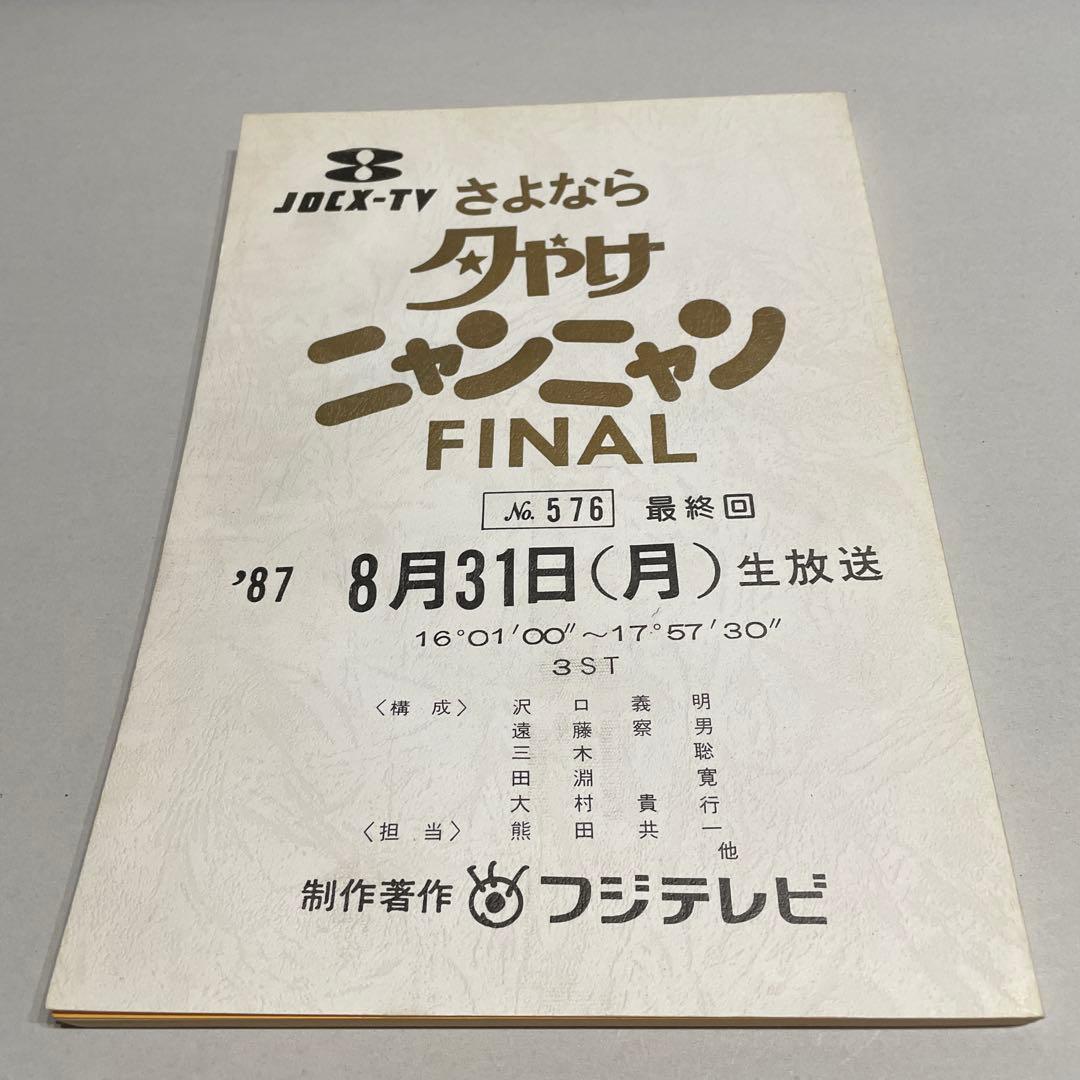 JOCX-TV
さよなら
夕やけ
ニャンニャン
FINAL
No. 576 最終回
'87 8月31日(月)生放送
16°01′00″～17°57′30″
3ST
〈構成〉 沢口義明
遠藤察男
三木聡
田淵寛
大村貴行
〈担当〉 熊田共一
他
制作著作 フジテレビ